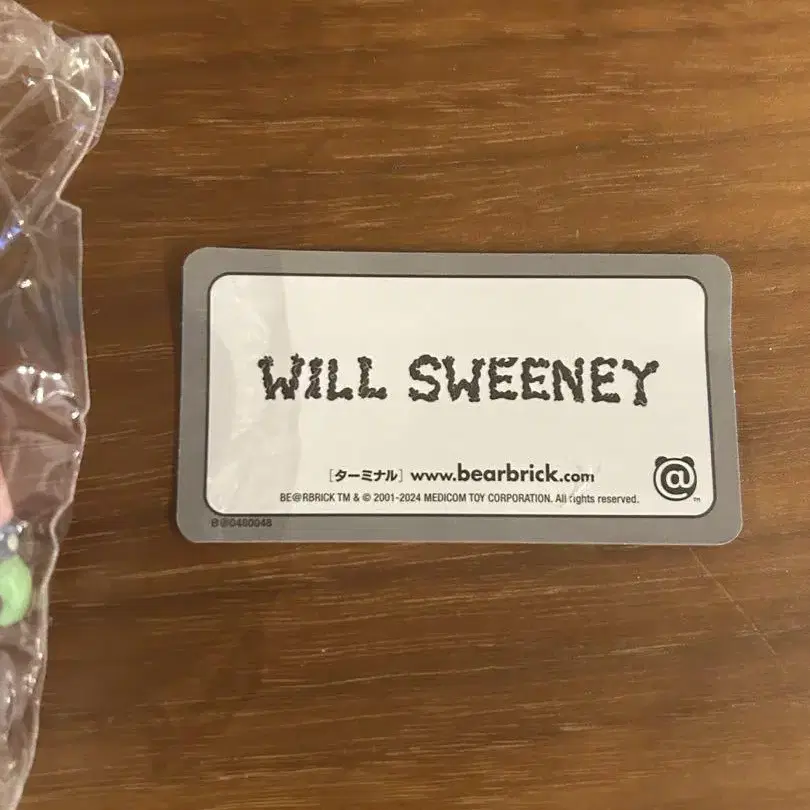 WILL SWEENEY
[ターミナル] www.bearbrick.com
BE@RBRICK TM & © 2001-2024 MEDICOM TOY CORPORATION. All rights reserved.
@
TM
B@0480048